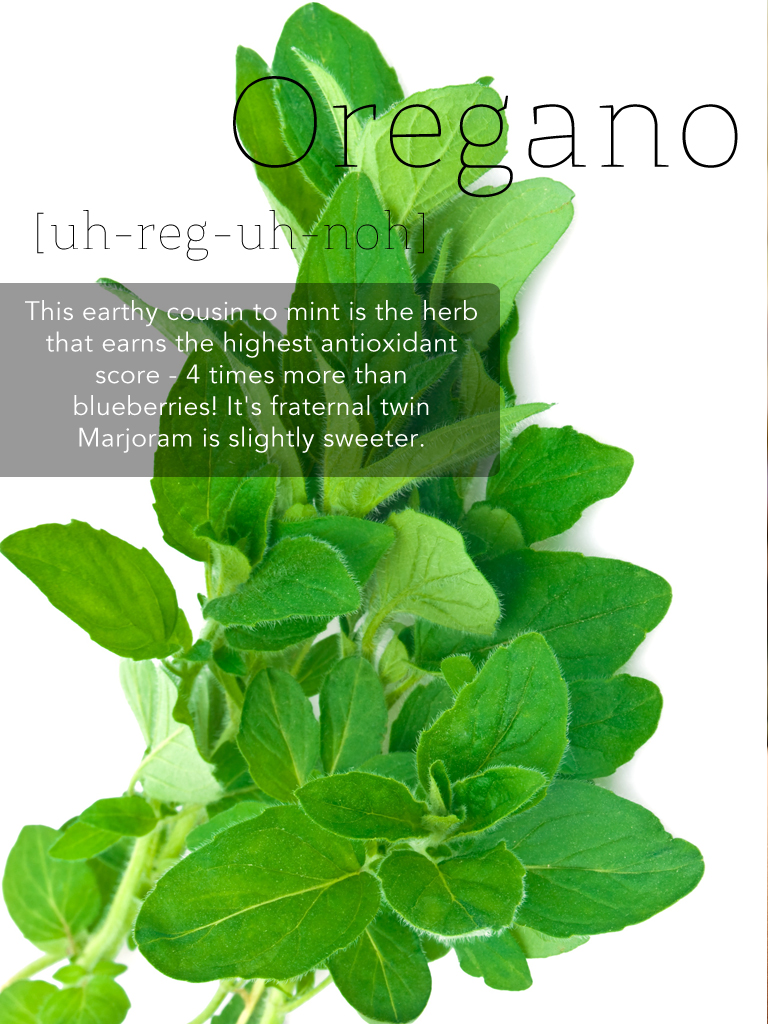 Oregano
[uh-reg-uh-noh]
This earthy cousin to mint is the herb
that earns the highest antioxidant
score - 4 times more than
blueberries! It's fraternal twin
Marjoram is slightly sweeter.